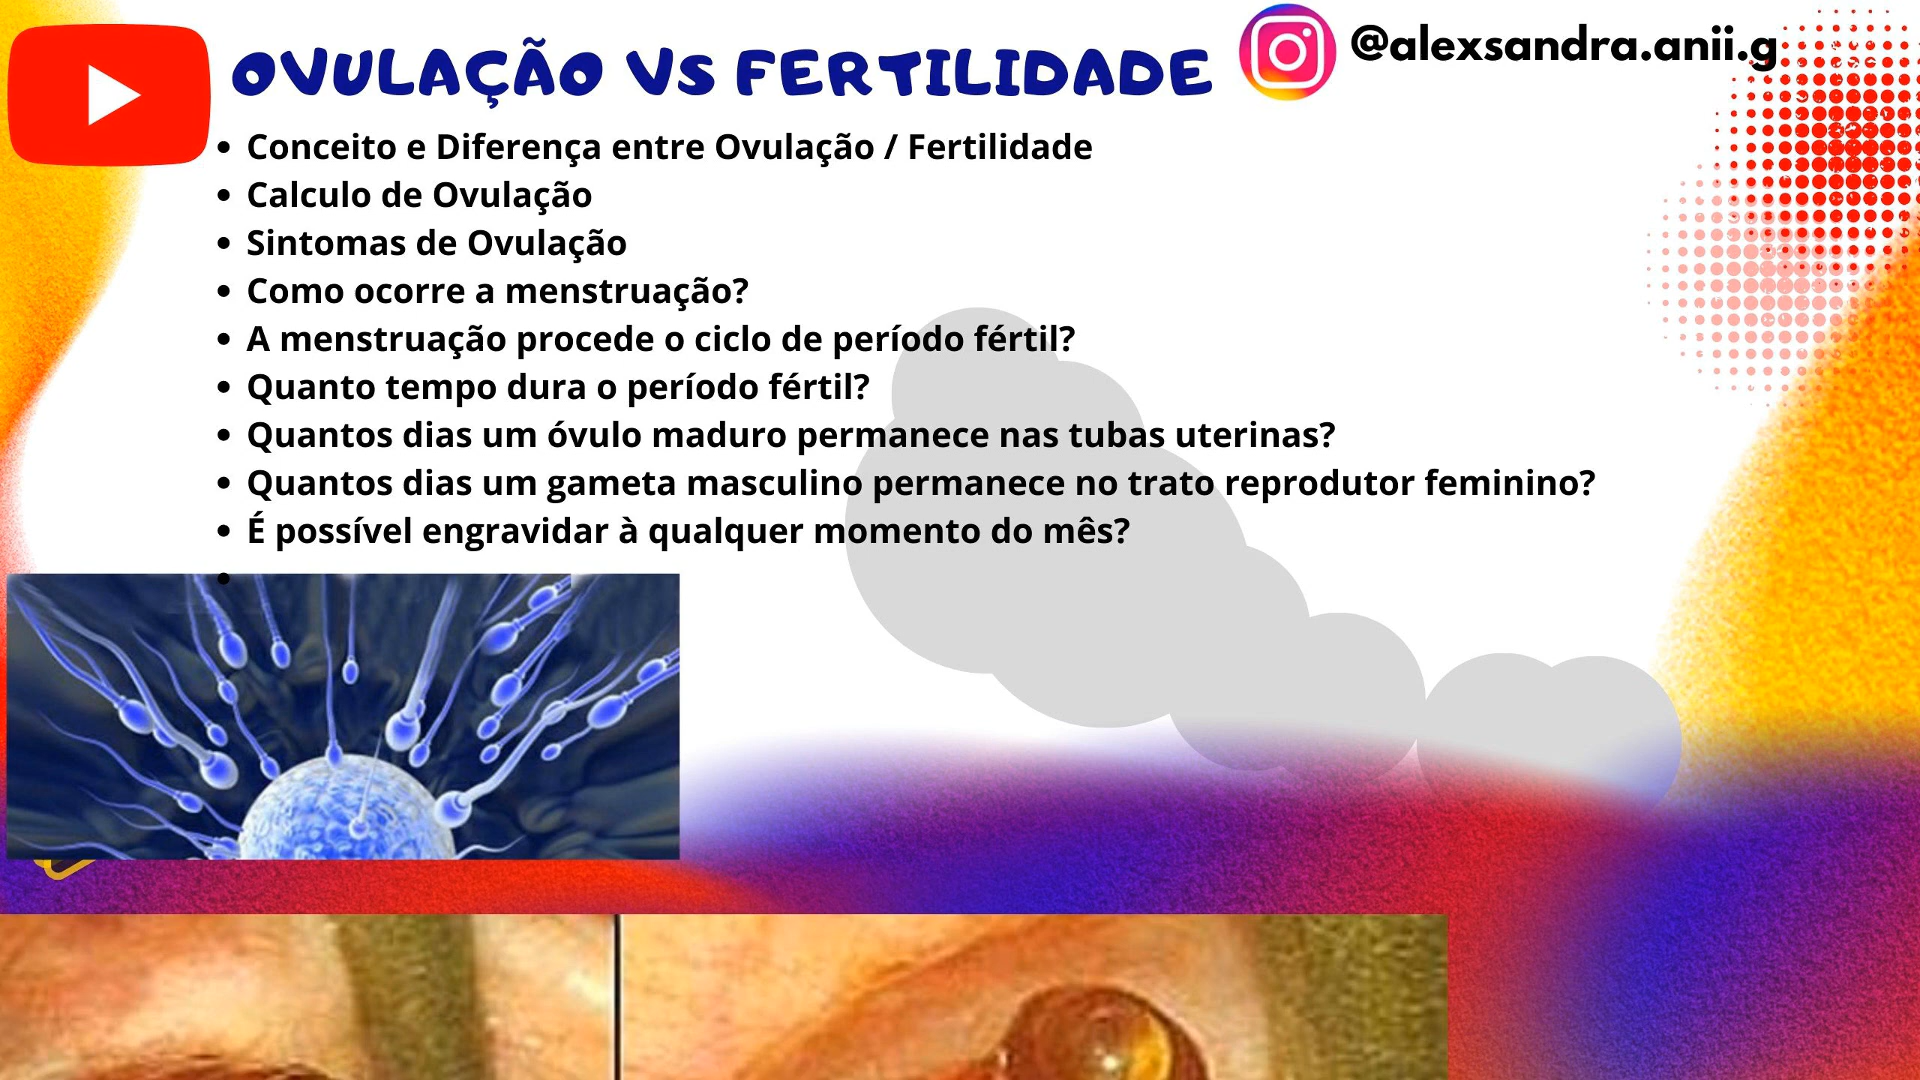 OVULAÇÃO Vs FERTILIDADE
@alexsandra.anii.g
• Conceito e Diferença entre Ovulação / Fertilidade
• Calculo de Ovulação
• Sintomas de Ovulação
• Como ocorre a menstruação?
• A menstruação procede o ciclo de período fértil?
• Quanto tempo dura o período fértil?
• Quantos dias um óvulo maduro permanece nas tubas uterinas?
• Quantos dias um gameta masculino permanece no trato reprodutor feminino?
• É possível engravidar à qualquer momento do mês?